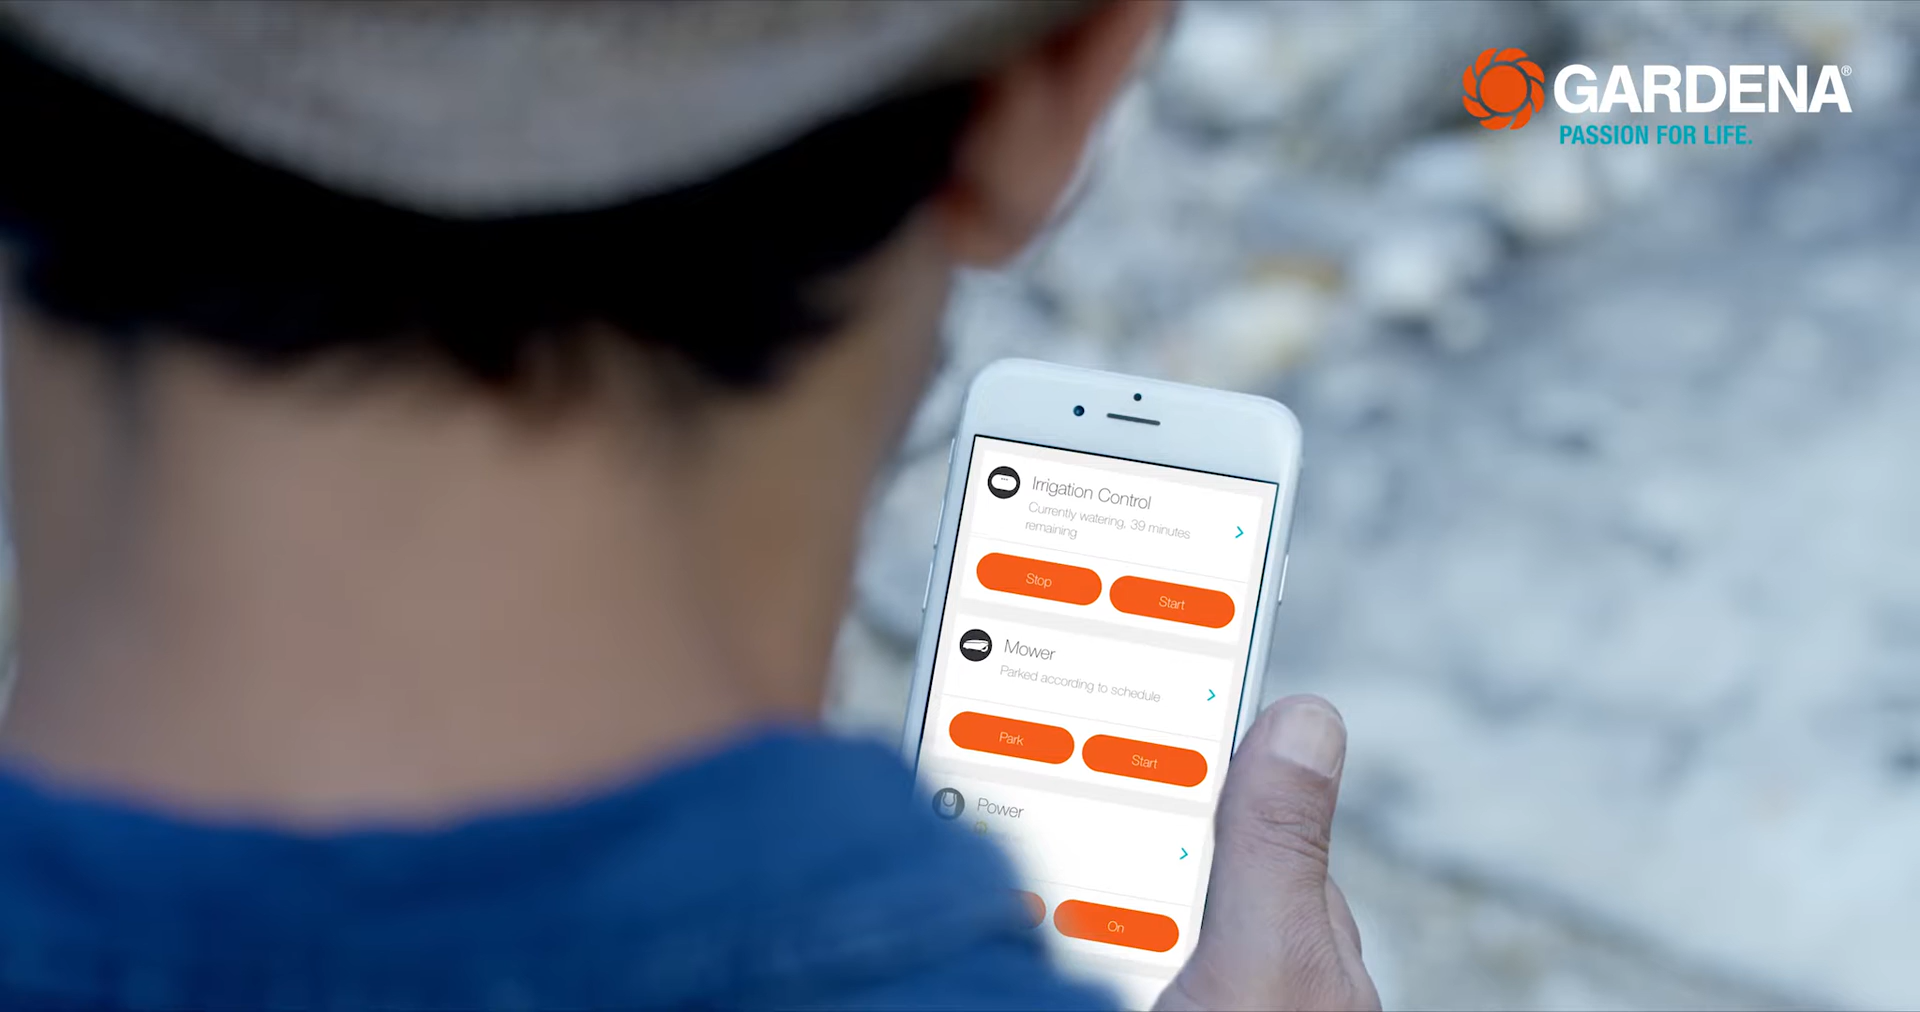 GARDENA®
PASSION FOR LIFE.
Irrigation Control
Currently watering, 39 minutes
remaining
Stop
Start
Mower
Parked according to schedule
Park
Start
Power
On